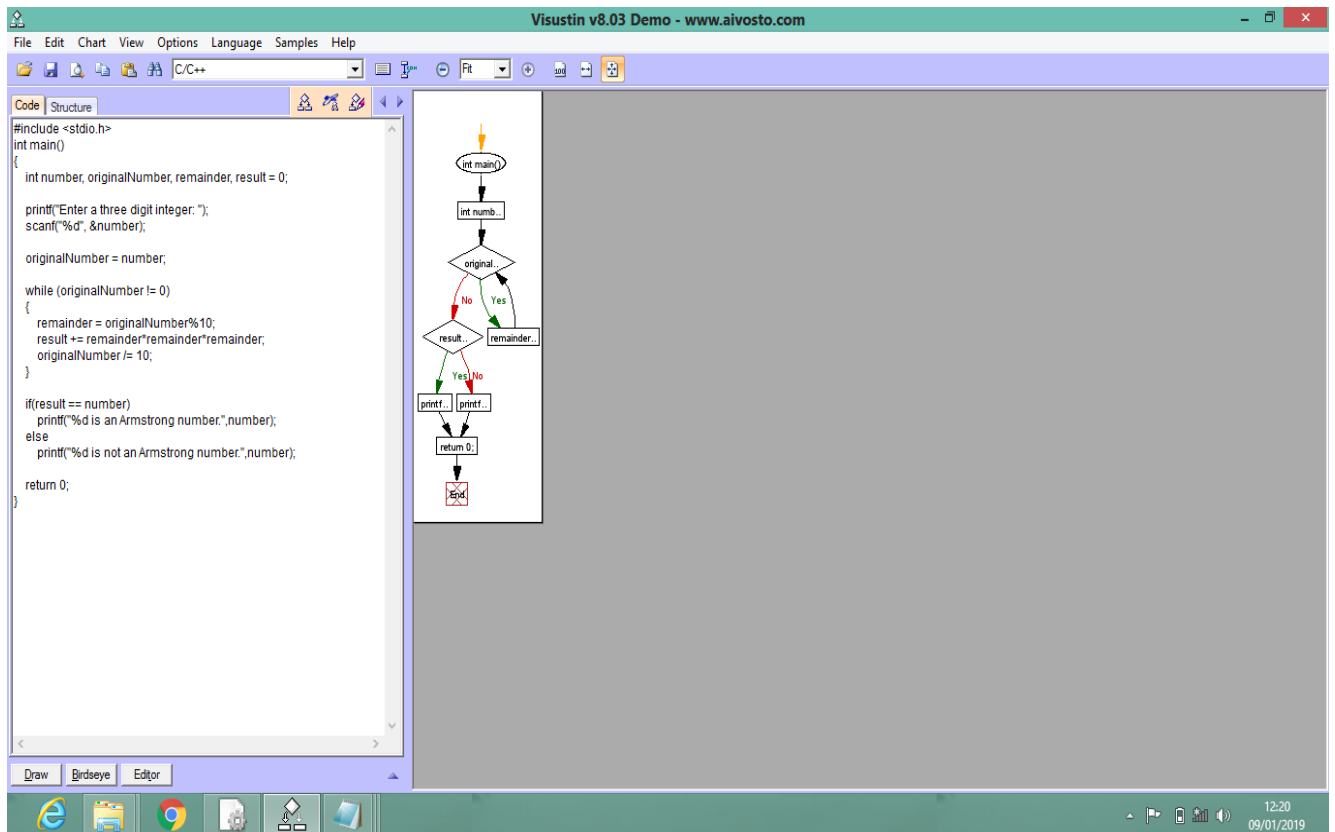 Visustin v8.03 Demo - www.aivosto.com
File Edit Chart View Options Language Samples Help
C/C++ Fit 100
Code Structure
#include <stdio.h>
int main()
{
int number, originalNumber, remainder, result = 0;
printf("Enter a three digit integer: ");
scanf("%d", &number);
originalNumber = number;
while (originalNumber != 0)
{
remainder = originalNumber%10;
result += remainder*remainder*remainder;
originalNumber /= 10;
}
if(result == number)
printf("%d is an Armstrong number.",number);
else
printf("%d is not an Armstrong number.",number);
return 0;
}
int main()
int numb..
original..
No Yes
result.. remainder..
Yes No
printf.. printf..
return 0;
End
Draw Birdseye Editor
12:20
09/01/2019